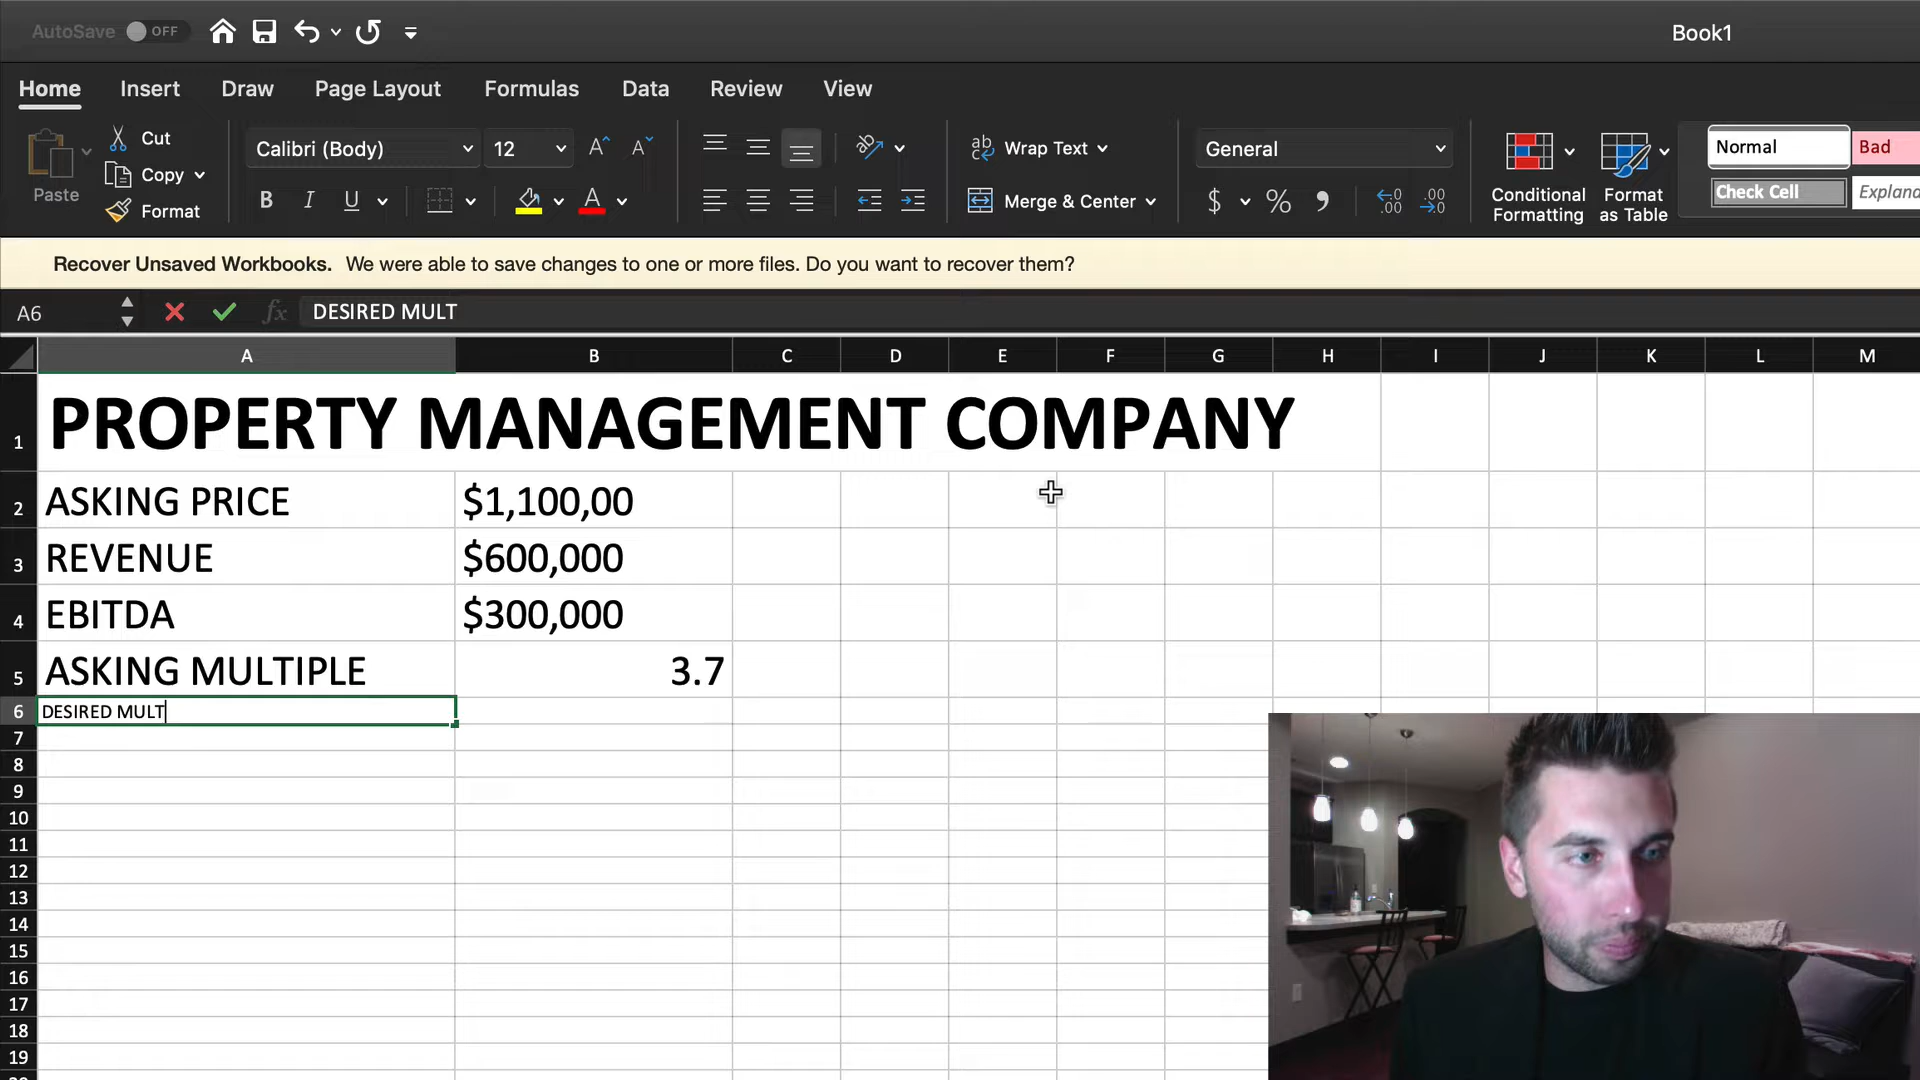 AutoSave OFF
Book1
Home Insert Draw Page Layout Formulas Data Review View
Paste
Cut
Copy
Format
Calibri (Body) 12
A A
B I U A
ab Wrap Text
Merge & Center
General
$ % , .00 .00
Conditional Formatting
Format as Table
Normal Bad
Check Cell Explan
Recover Unsaved Workbooks. We were able to save changes to one or more files. Do you want to recover them?
A6 fx DESIRED MULT
A B C D E F G H I J K L M
1 PROPERTY MANAGEMENT COMPANY
2 ASKING PRICE $1,100,00
3 REVENUE $600,000
4 EBITDA $300,000
5 ASKING MULTIPLE 3.7
6 DESIRED MULT
7
8
9
10
11
12
13
14
15
16
17
18
19